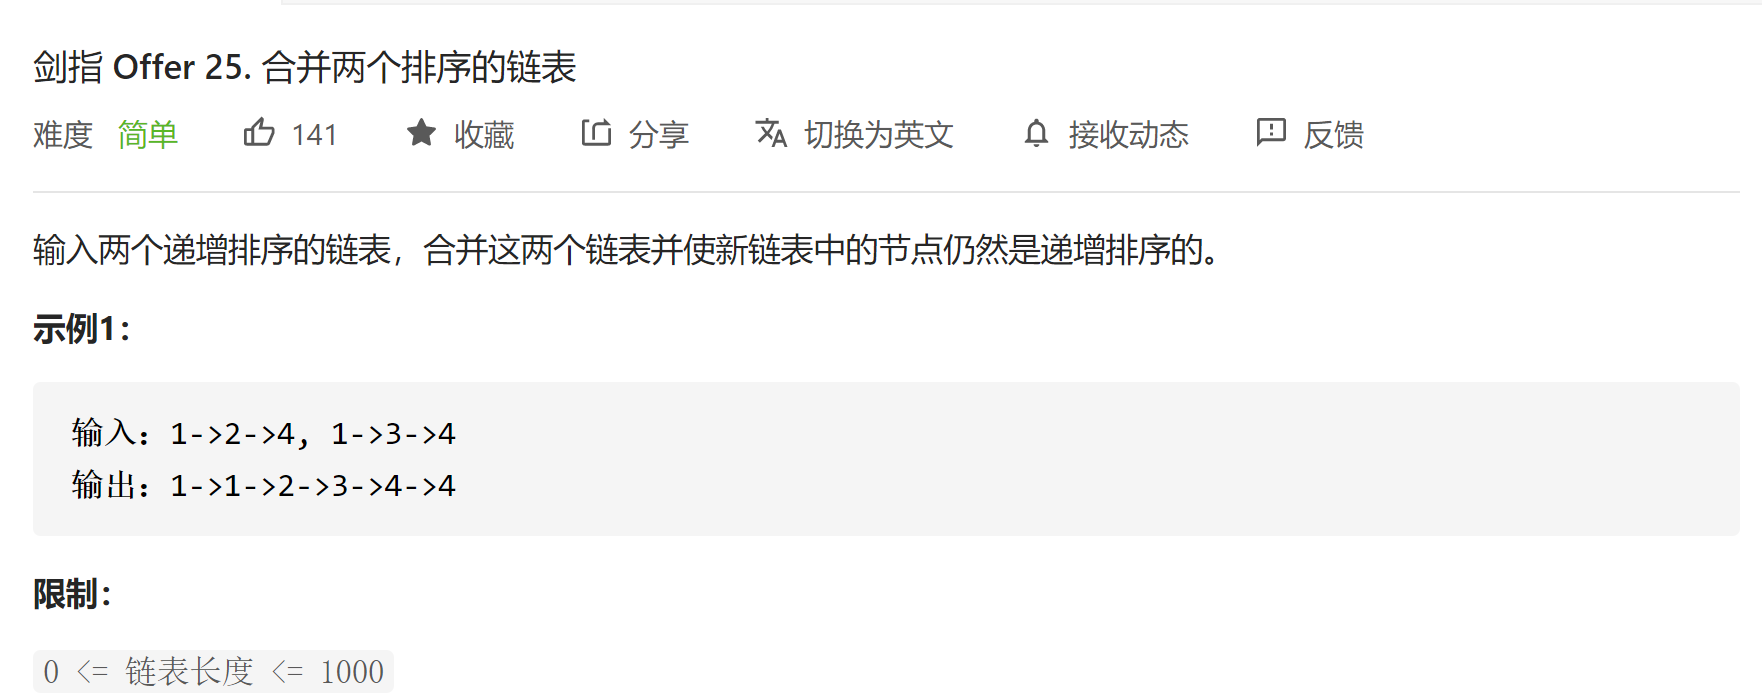 剑指 Offer 25. 合并两个排序的链表
难度 简单 141 收藏 分享 切换为英文 接收动态 反馈
输入两个递增排序的链表，合并这两个链表并使新链表中的节点仍然是递增排序的。
示例1：
输入：1->2->4, 1->3->4
输出：1->1->2->3->4->4
限制：
0 <= 链表长度 <= 1000